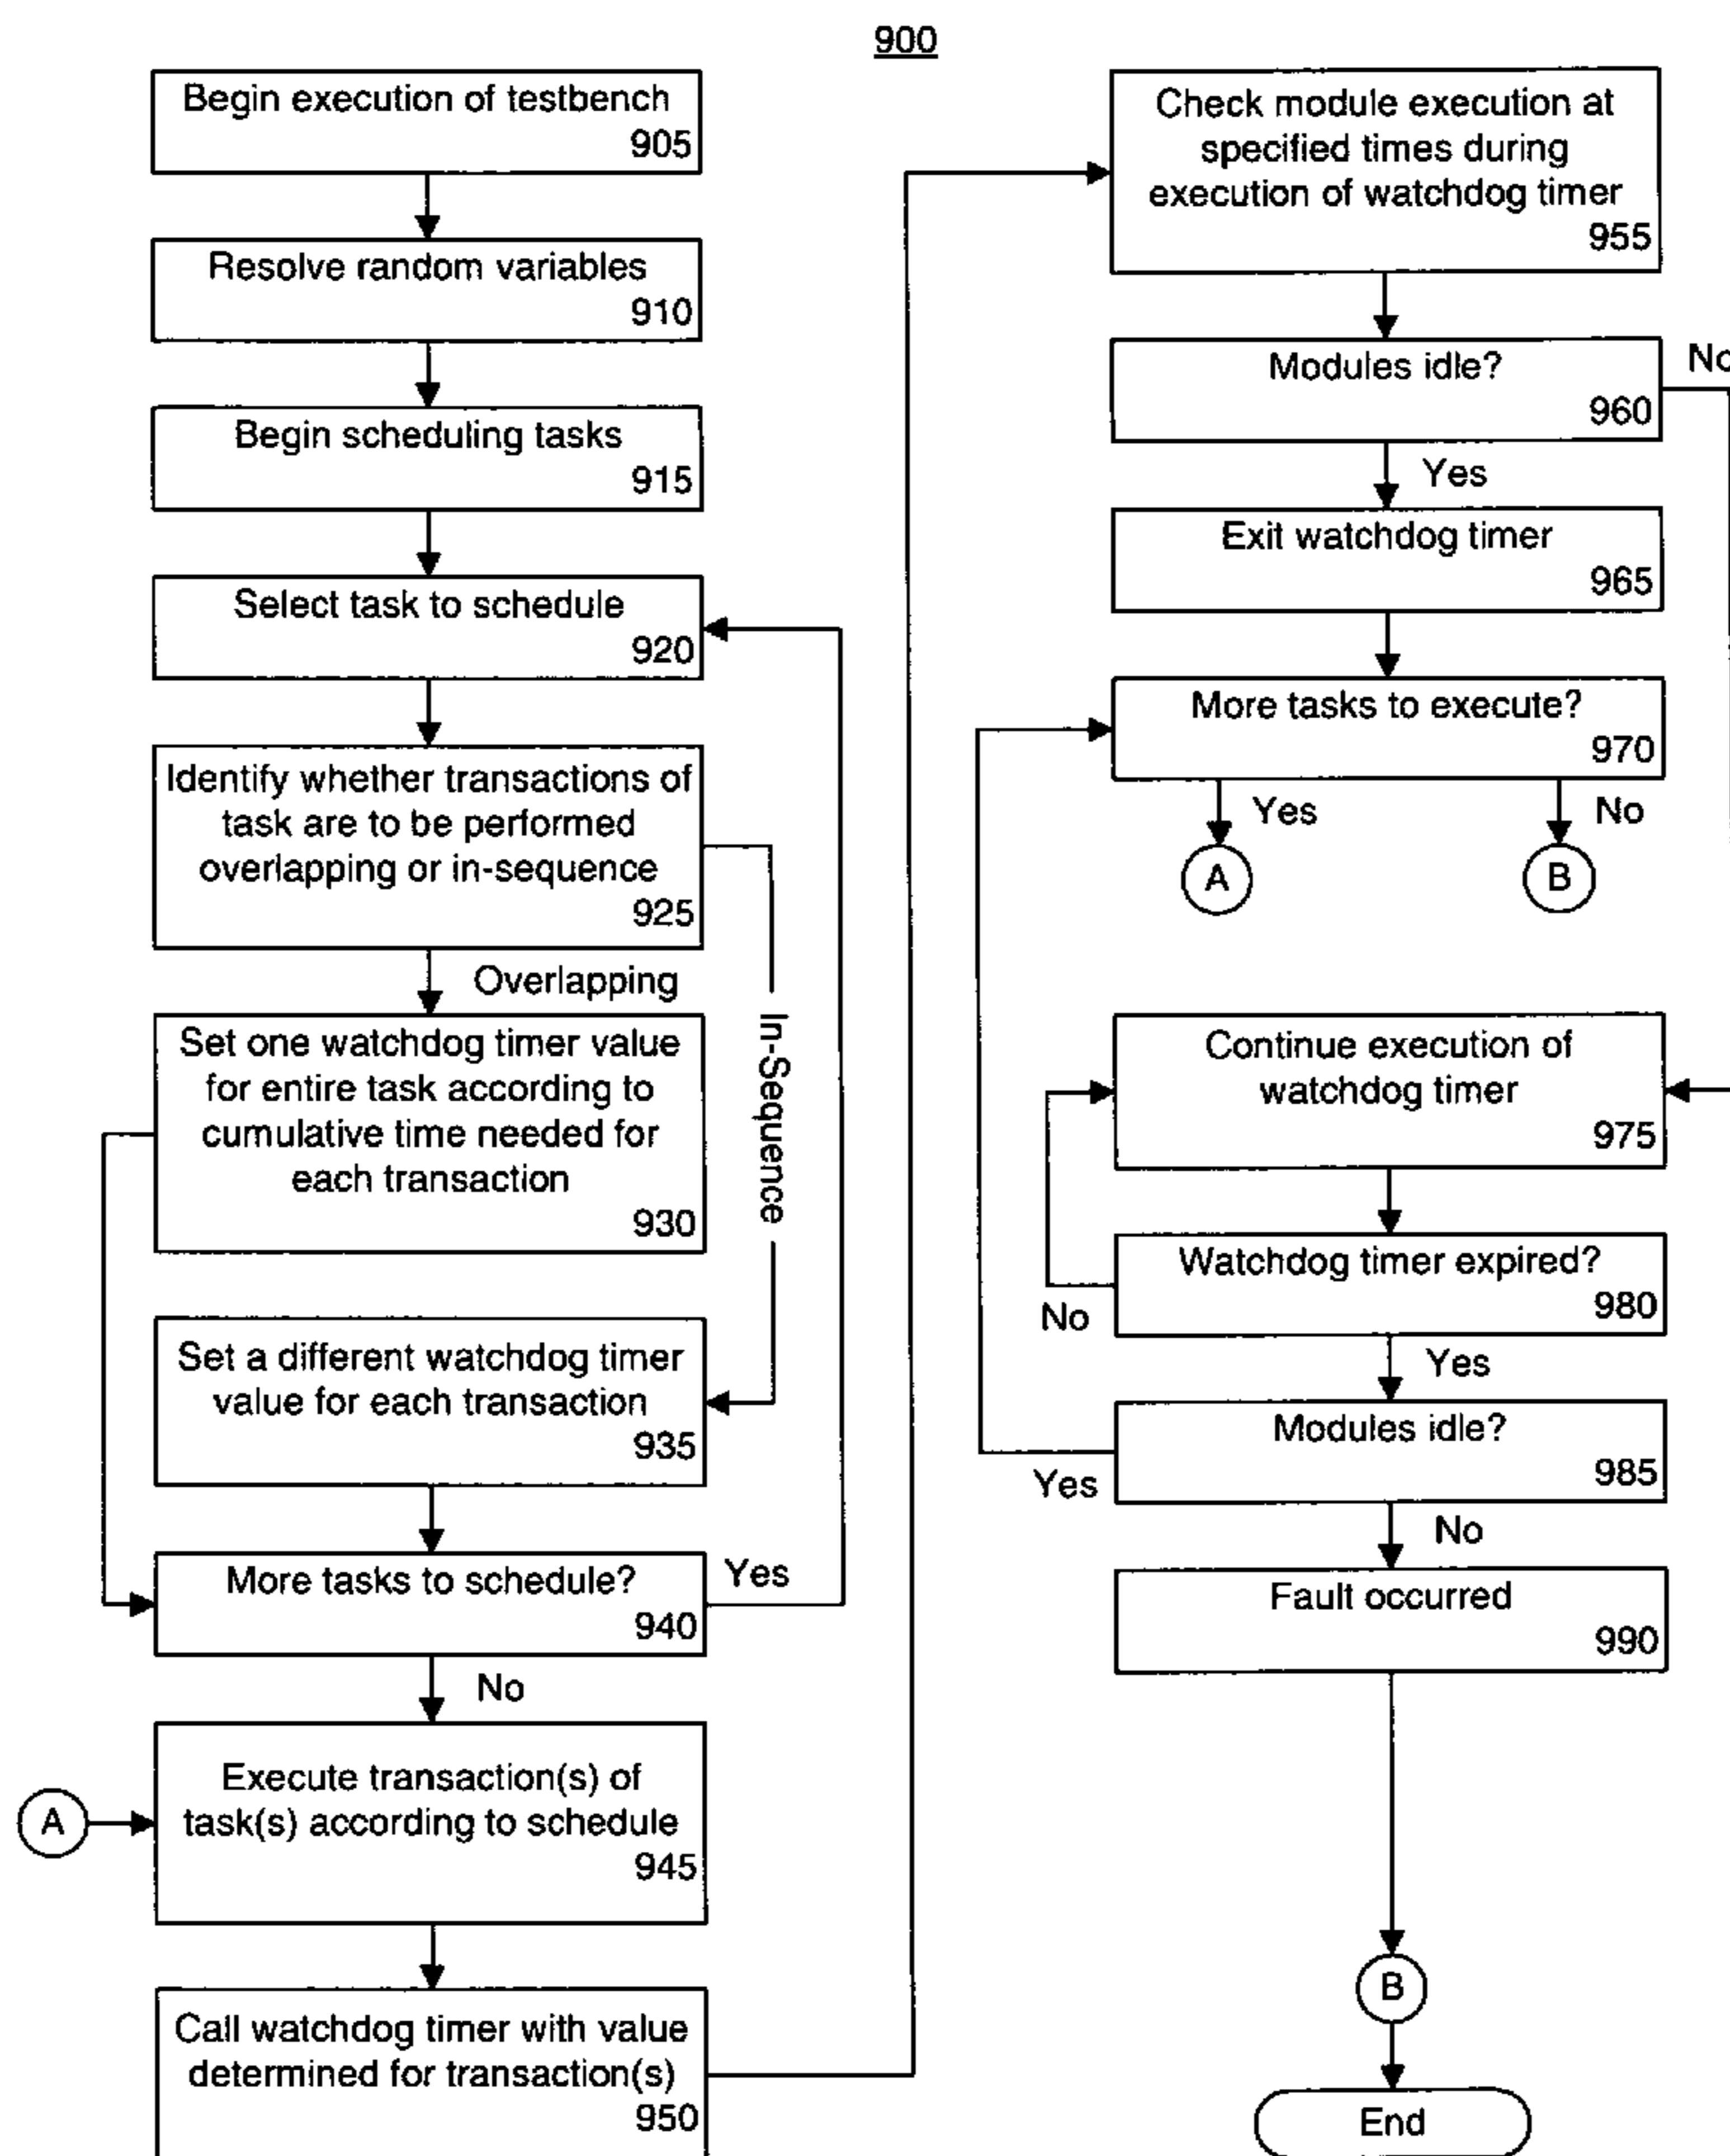 900
Begin execution of testbench
905
Resolve random variables
910
Begin scheduling tasks
915
Select task to schedule
920
Identify whether transactions of
task are to be performed
overlapping or in-sequence
925
Overlapping
In-Sequence
Set one watchdog timer value
for entire task according to
cumulative time needed for
each transaction
930
Set a different watchdog timer
value for each transaction
935
More tasks to schedule?
940
Yes
No
A
Execute transaction(s) of
task(s) according to schedule
945
Call watchdog timer with value
determined for transaction(s)
950
Check module execution at
specified times during
execution of watchdog timer
955
Modules idle?
960
No
Yes
Exit watchdog timer
965
More tasks to execute?
970
Yes
No
A
B
Continue execution of
watchdog timer
975
Watchdog timer expired?
980
No
Yes
Modules idle?
985
Yes
No
Fault occurred
990
B
End